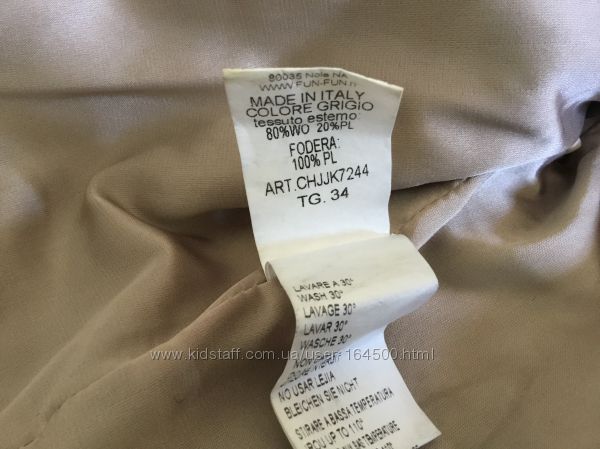 80035 Nola NA
WWW.FUN-FUN.IT
MADE IN ITALY
COLORE GRIGIO
tessuto esterno:
80%WO 20%PL
FODERA:
100% PL
ART.CHJJK7244
TG. 34
LAVARE A 30°
WASH 30°
LAVAGE 30°
LAVAR 30°
WASCHE 30°
www.kidstaff.com.ua/user-164500.html
NON
NO USAR LEJIA
BLEICHEN SIE NICHT
STIRARE A BASSA TEMPERATURA
UP TO 110°